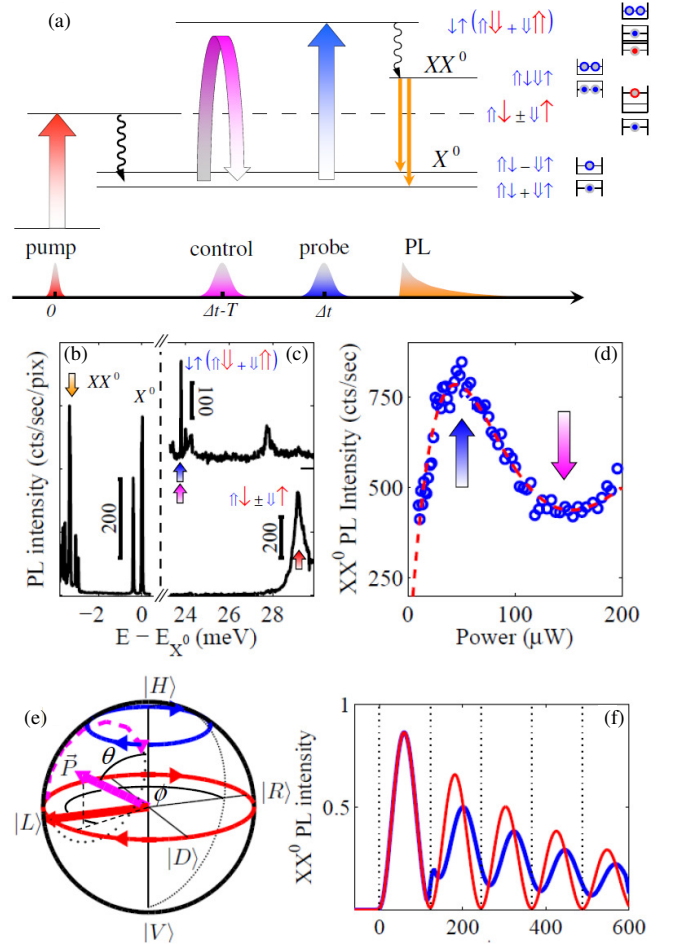 (a)
↓↑(⇑⇓+⇓⇑)
XX⁰
⇑↓⇓↑
⇑↓±⇓↑
X⁰
⇑↓−⇓↑
⇑↓+⇓↑
pump control probe PL
0 Δt-T Δt
(b) (c) (d)
XX⁰ X⁰ ↓↑(⇑⇓+⇓⇑)
100
⇑↓±⇓↑
200
200
PL intensity (cts/sec/pix)
−2 0 24 26 28
E − E_X⁰ (meV)
XX⁰ PL Intensity (cts/sec)
750
500
250
0 100 200
Power (μW)
(e) |H⟩
P⃗ θ ϕ
|R⟩
|L⟩
|D⟩
|V⟩
(f)
XX⁰ PL intensity
1
0.5
0 200 400 600